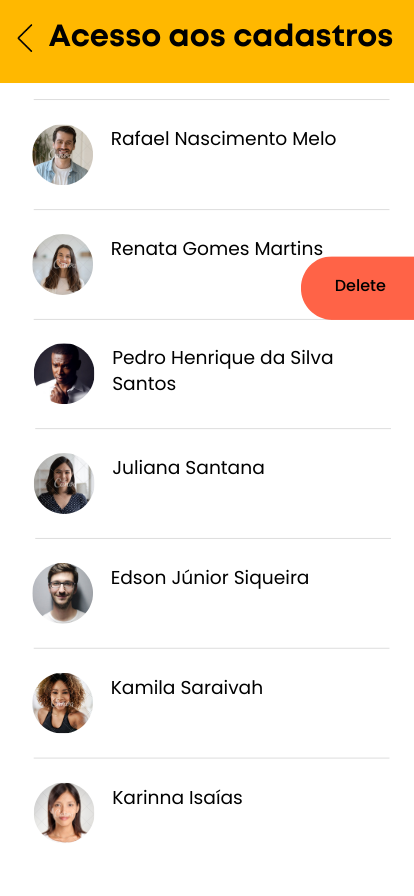 Acesso aos cadastros
Rafael Nascimento Melo
Renata Gomes Martins
Delete
Pedro Henrique da Silva
Santos
Juliana Santana
Edson Júnior Siqueira
Kamila Saraivah
Karinna Isaías